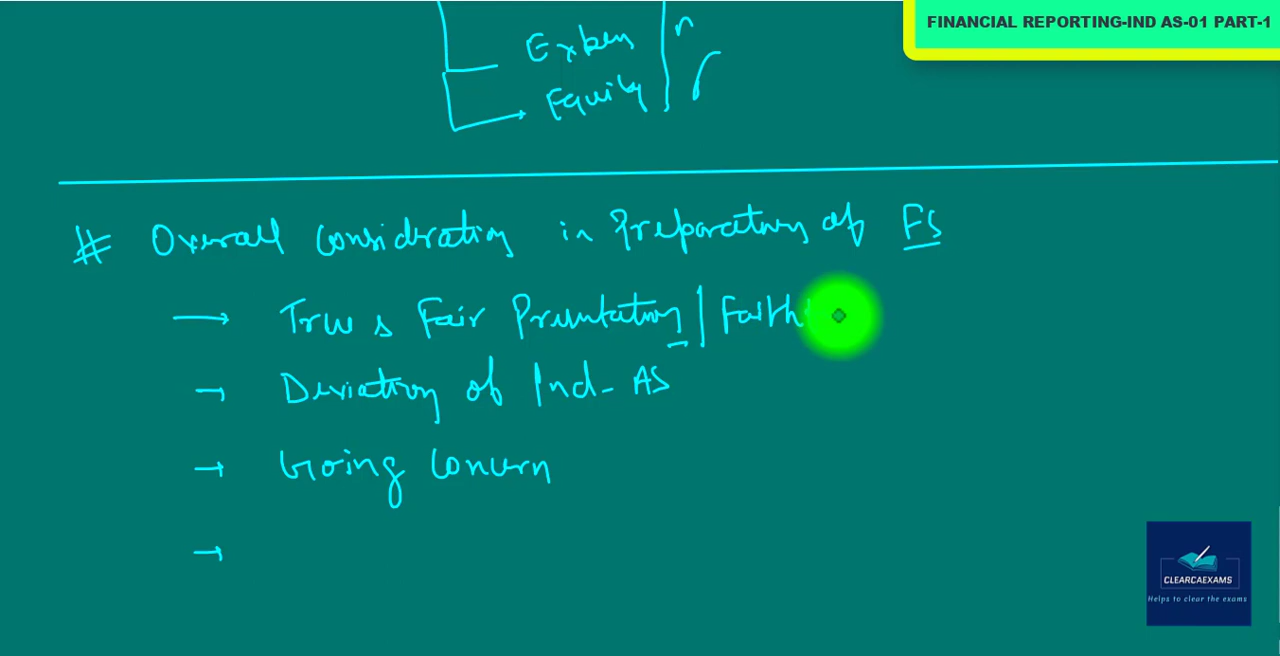 FINANCIAL REPORTING-IND AS-01 PART-1
Expen
Equity
# Overall Consideration in Preparation of FS
→ True & Fair Presentation | Faith
→ Deviation of Ind-AS
→ Going Concern
→
CLEARCAEXAMS
Helps to clear the exams